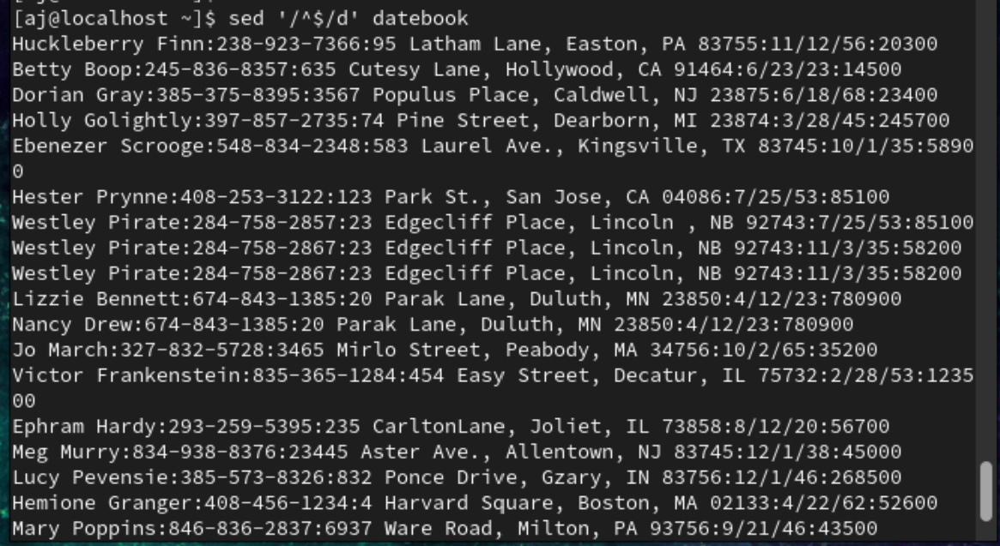 [aj@localhost ~]$ sed '/^$/d' datebook
Huckleberry Finn:238-923-7366:95 Latham Lane, Easton, PA 83755:11/12/56:20300
Betty Boop:245-836-8357:635 Cutesy Lane, Hollywood, CA 91464:6/23/23:14500
Dorian Gray:385-375-8395:3567 Populus Place, Caldwell, NJ 23875:6/18/68:23400
Holly Golightly:397-857-2735:74 Pine Street, Dearborn, MI 23874:3/28/45:245700
Ebenezer Scrooge:548-834-2348:583 Laurel Ave., Kingsville, TX 83745:10/1/35:5890
0
Hester Prynne:408-253-3122:123 Park St., San Jose, CA 04086:7/25/53:85100
Westley Pirate:284-758-2857:23 Edgecliff Place, Lincoln , NB 92743:7/25/53:85100
Westley Pirate:284-758-2867:23 Edgecliff Place, Lincoln, NB 92743:11/3/35:58200
Westley Pirate:284-758-2867:23 Edgecliff Place, Lincoln, NB 92743:11/3/35:58200
Lizzie Bennett:674-843-1385:20 Parak Lane, Duluth, MN 23850:4/12/23:780900
Nancy Drew:674-843-1385:20 Parak Lane, Duluth, MN 23850:4/12/23:780900
Jo March:327-832-5728:3465 Mirlo Street, Peabody, MA 34756:10/2/65:35200
Victor Frankenstein:835-365-1284:454 Easy Street, Decatur, IL 75732:2/28/53:1235
00
Ephram Hardy:293-259-5395:235 CarltonLane, Joliet, IL 73858:8/12/20:56700
Meg Murry:834-938-8376:23445 Aster Ave., Allentown, NJ 83745:12/1/38:45000
Lucy Pevensie:385-573-8326:832 Ponce Drive, Gzary, IN 83756:12/1/46:268500
Hemione Granger:408-456-1234:4 Harvard Square, Boston, MA 02133:4/22/62:52600
Mary Poppins:846-836-2837:6937 Ware Road, Milton, PA 93756:9/21/46:43500